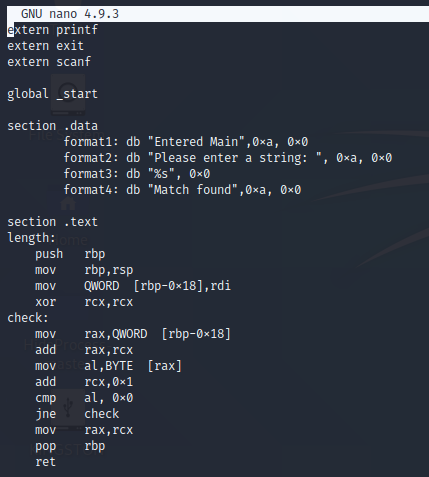 GNU nano 4.9.3
extern printf
extern exit
extern scanf
global _start
section .data
format1: db "Entered Main",0×a, 0×0
format2: db "Please enter a string: ", 0×a, 0×0
format3: db "%s", 0×0
format4: db "Match found",0×a, 0×0
section .text
length:
push rbp
mov rbp,rsp
mov QWORD [rbp-0×18],rdi
xor rcx,rcx
check:
mov rax,QWORD [rbp-0×18]
add rax,rcx
mov al,BYTE [rax]
add rcx,0×1
cmp al, 0×0
jne check
mov rax,rcx
pop rbp
ret